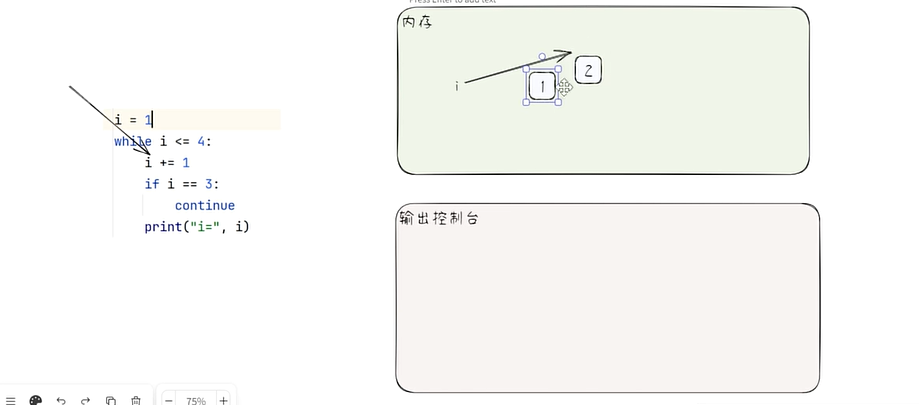 Press Enter to add text
内存
i
1
2
i = 1
while i <= 4:
i += 1
if i == 3:
continue
print("i=", i)
输出控制台
75%